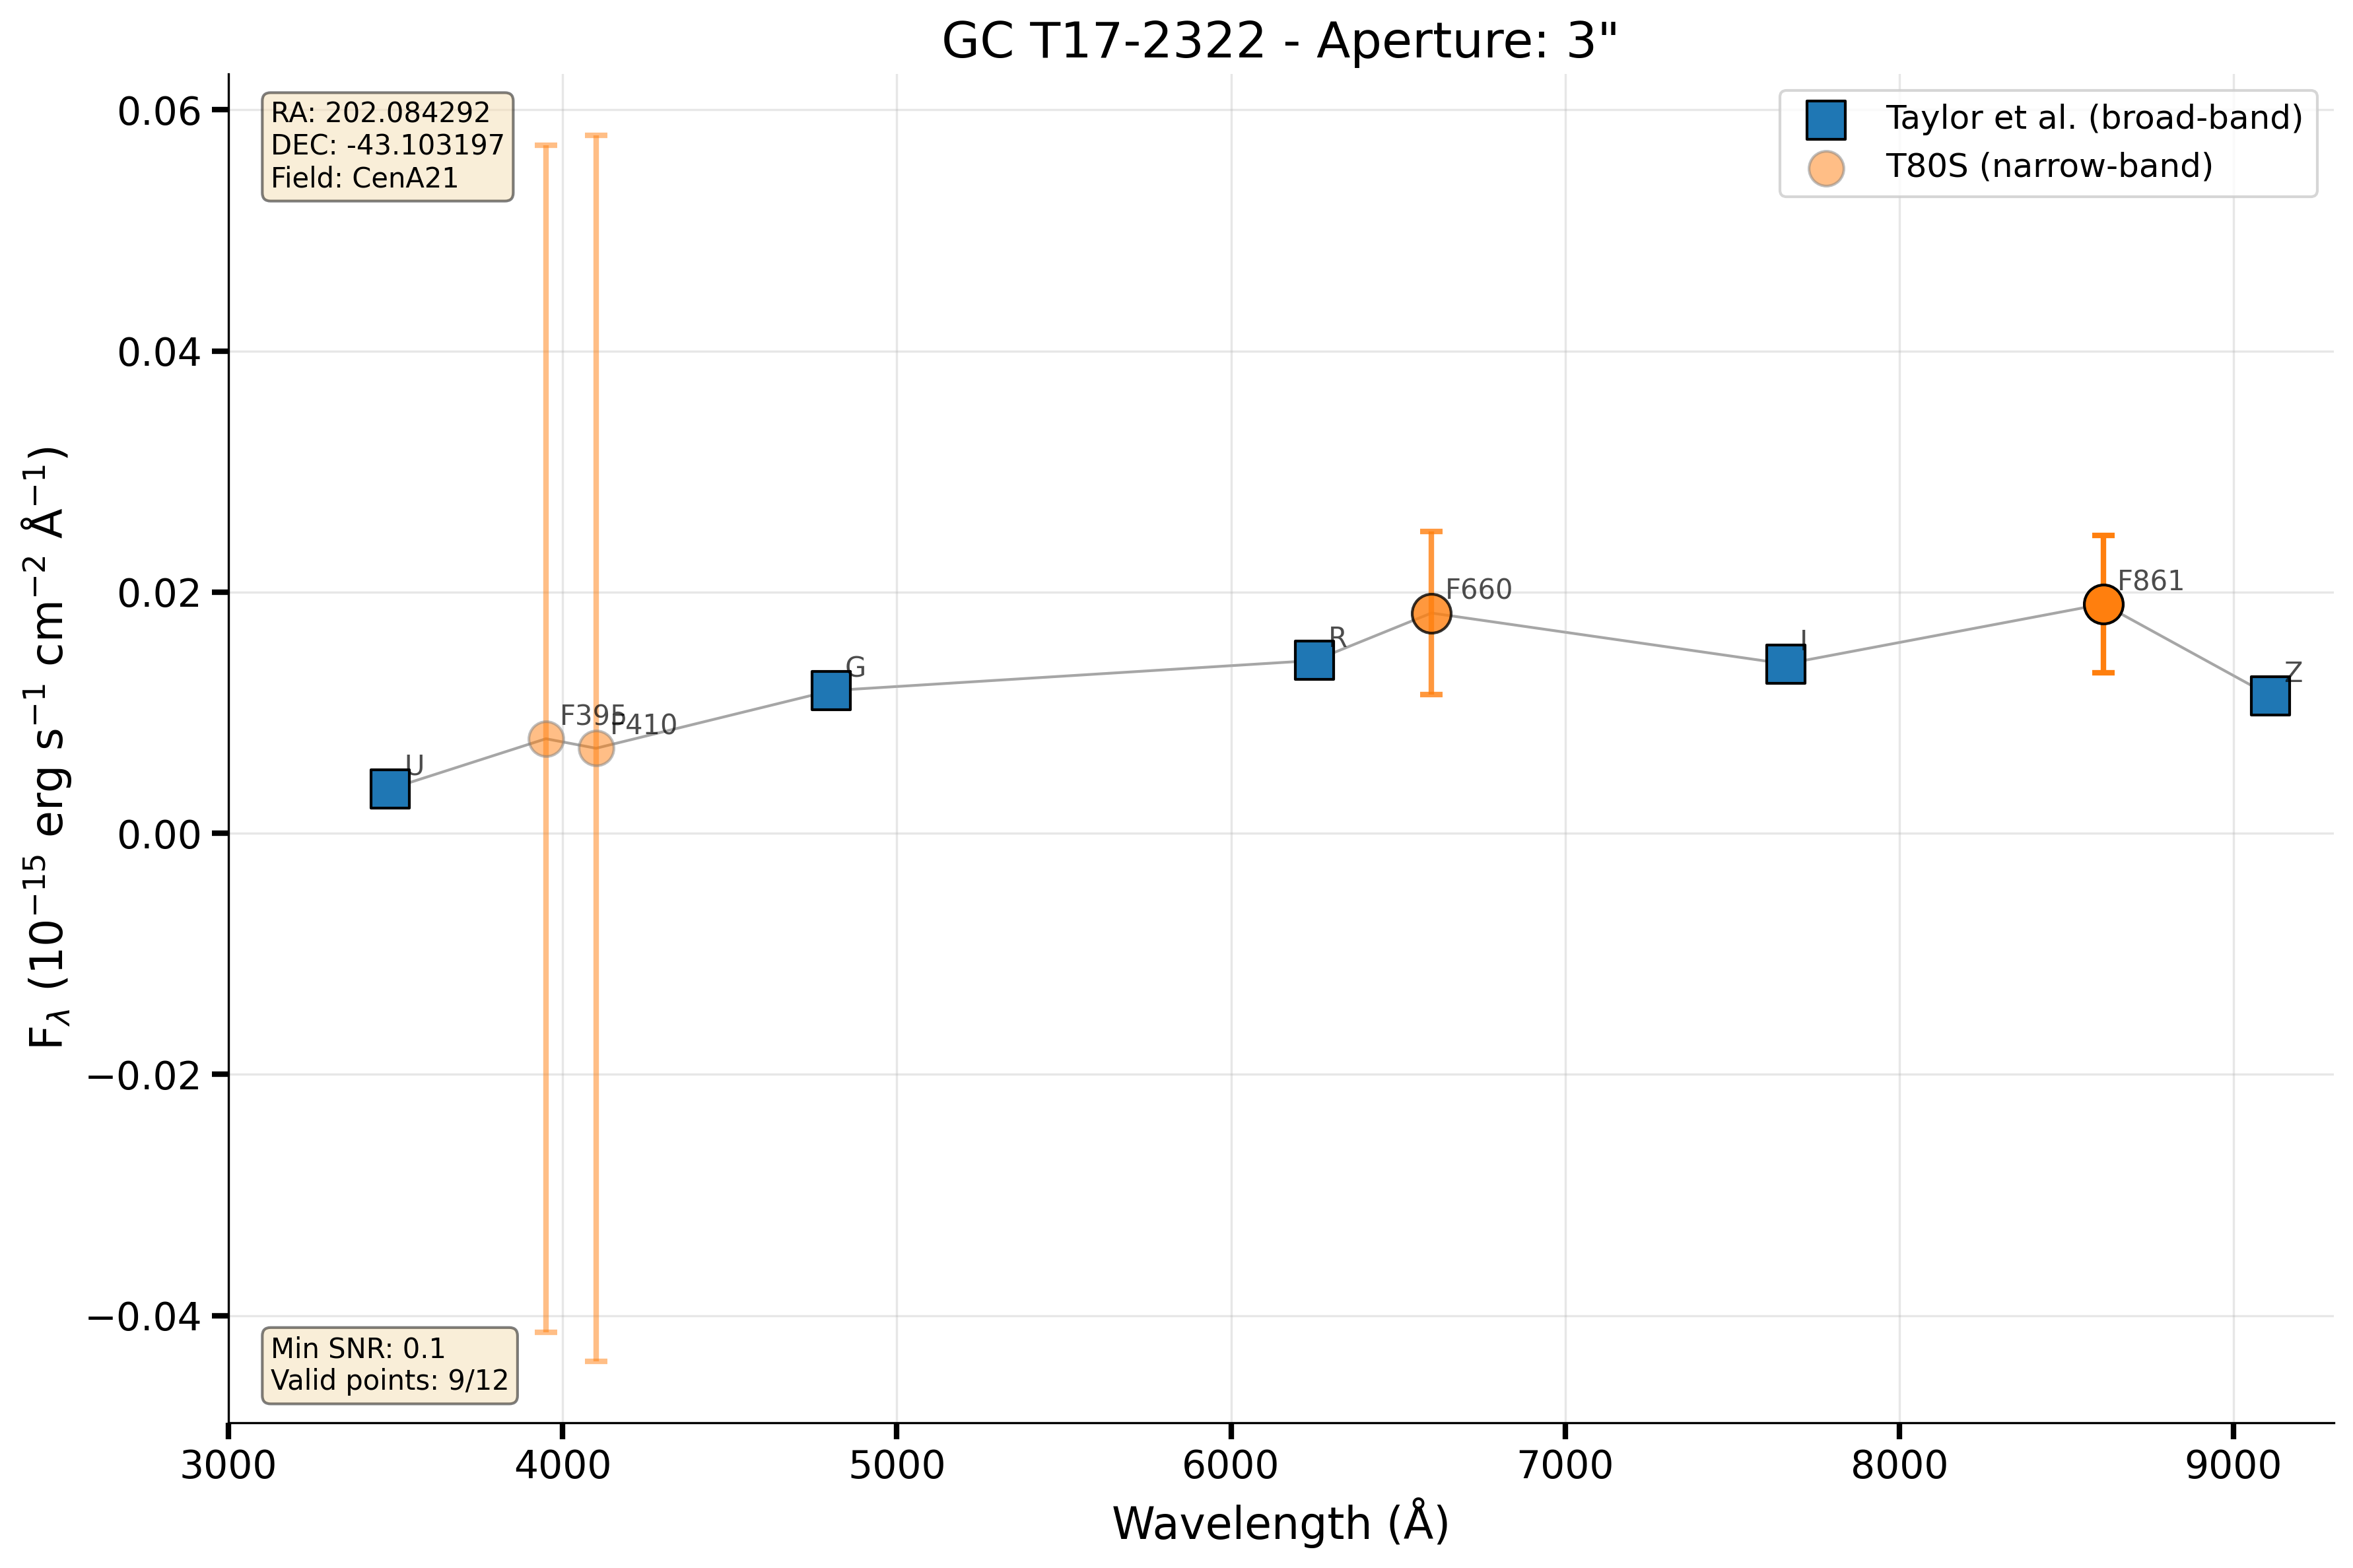 GC T17-2322 - Aperture: 3"
RA: 202.084292
DEC: -43.103197
Field: CenA21
Taylor et al. (broad-band)
T80S (narrow-band)
F_λ (10⁻¹⁵ erg s⁻¹ cm⁻² Å⁻¹)
0.06
0.04
0.02
0.00
−0.02
−0.04
U
F395
F410
G
R
F660
I
F861
Z
Min SNR: 0.1
Valid points: 9/12
3000
4000
5000
6000
7000
8000
9000
Wavelength (Å)